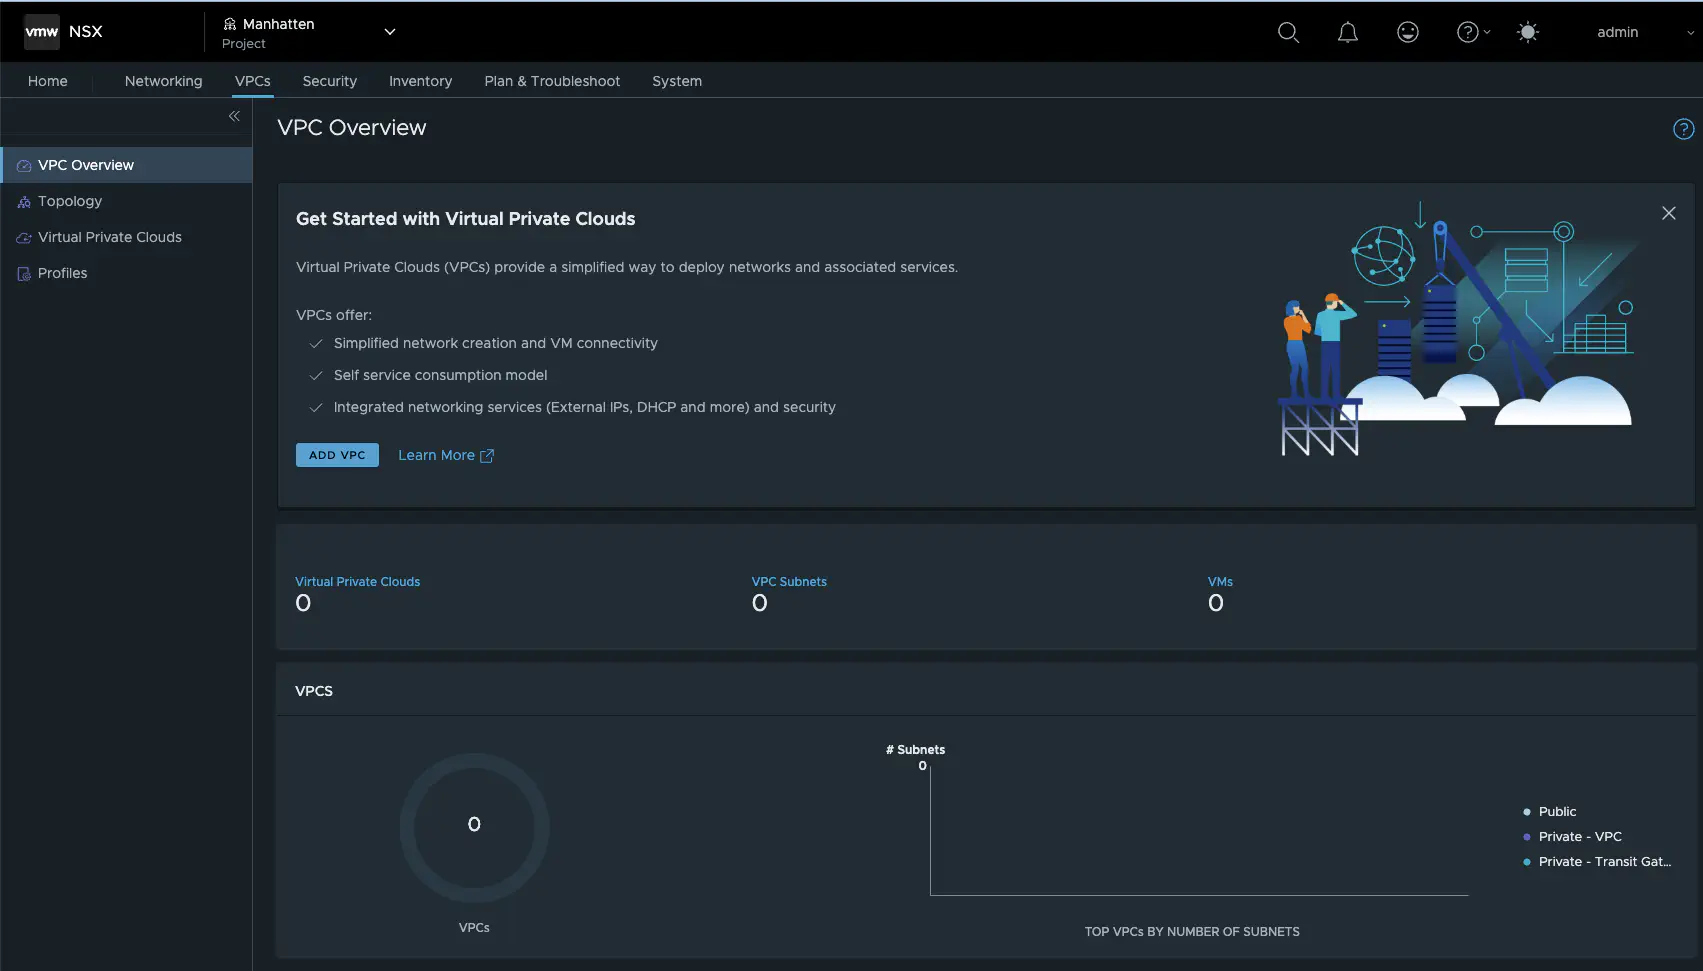 vmw NSX
Manhatten
Project
admin
Home Networking VPCs Security Inventory Plan & Troubleshoot System
VPC Overview
Topology
Virtual Private Clouds
Profiles
VPC Overview
Get Started with Virtual Private Clouds
Virtual Private Clouds (VPCs) provide a simplified way to deploy networks and associated services.
VPCs offer:
Simplified network creation and VM connectivity
Self service consumption model
Integrated networking services (External IPs, DHCP and more) and security
ADD VPC Learn More
Virtual Private Clouds VPC Subnets VMs
0 0 0
VPCS
0
VPCs
# Subnets
0
TOP VPCs BY NUMBER OF SUBNETS
Public
Private - VPC
Private - Transit Gat...